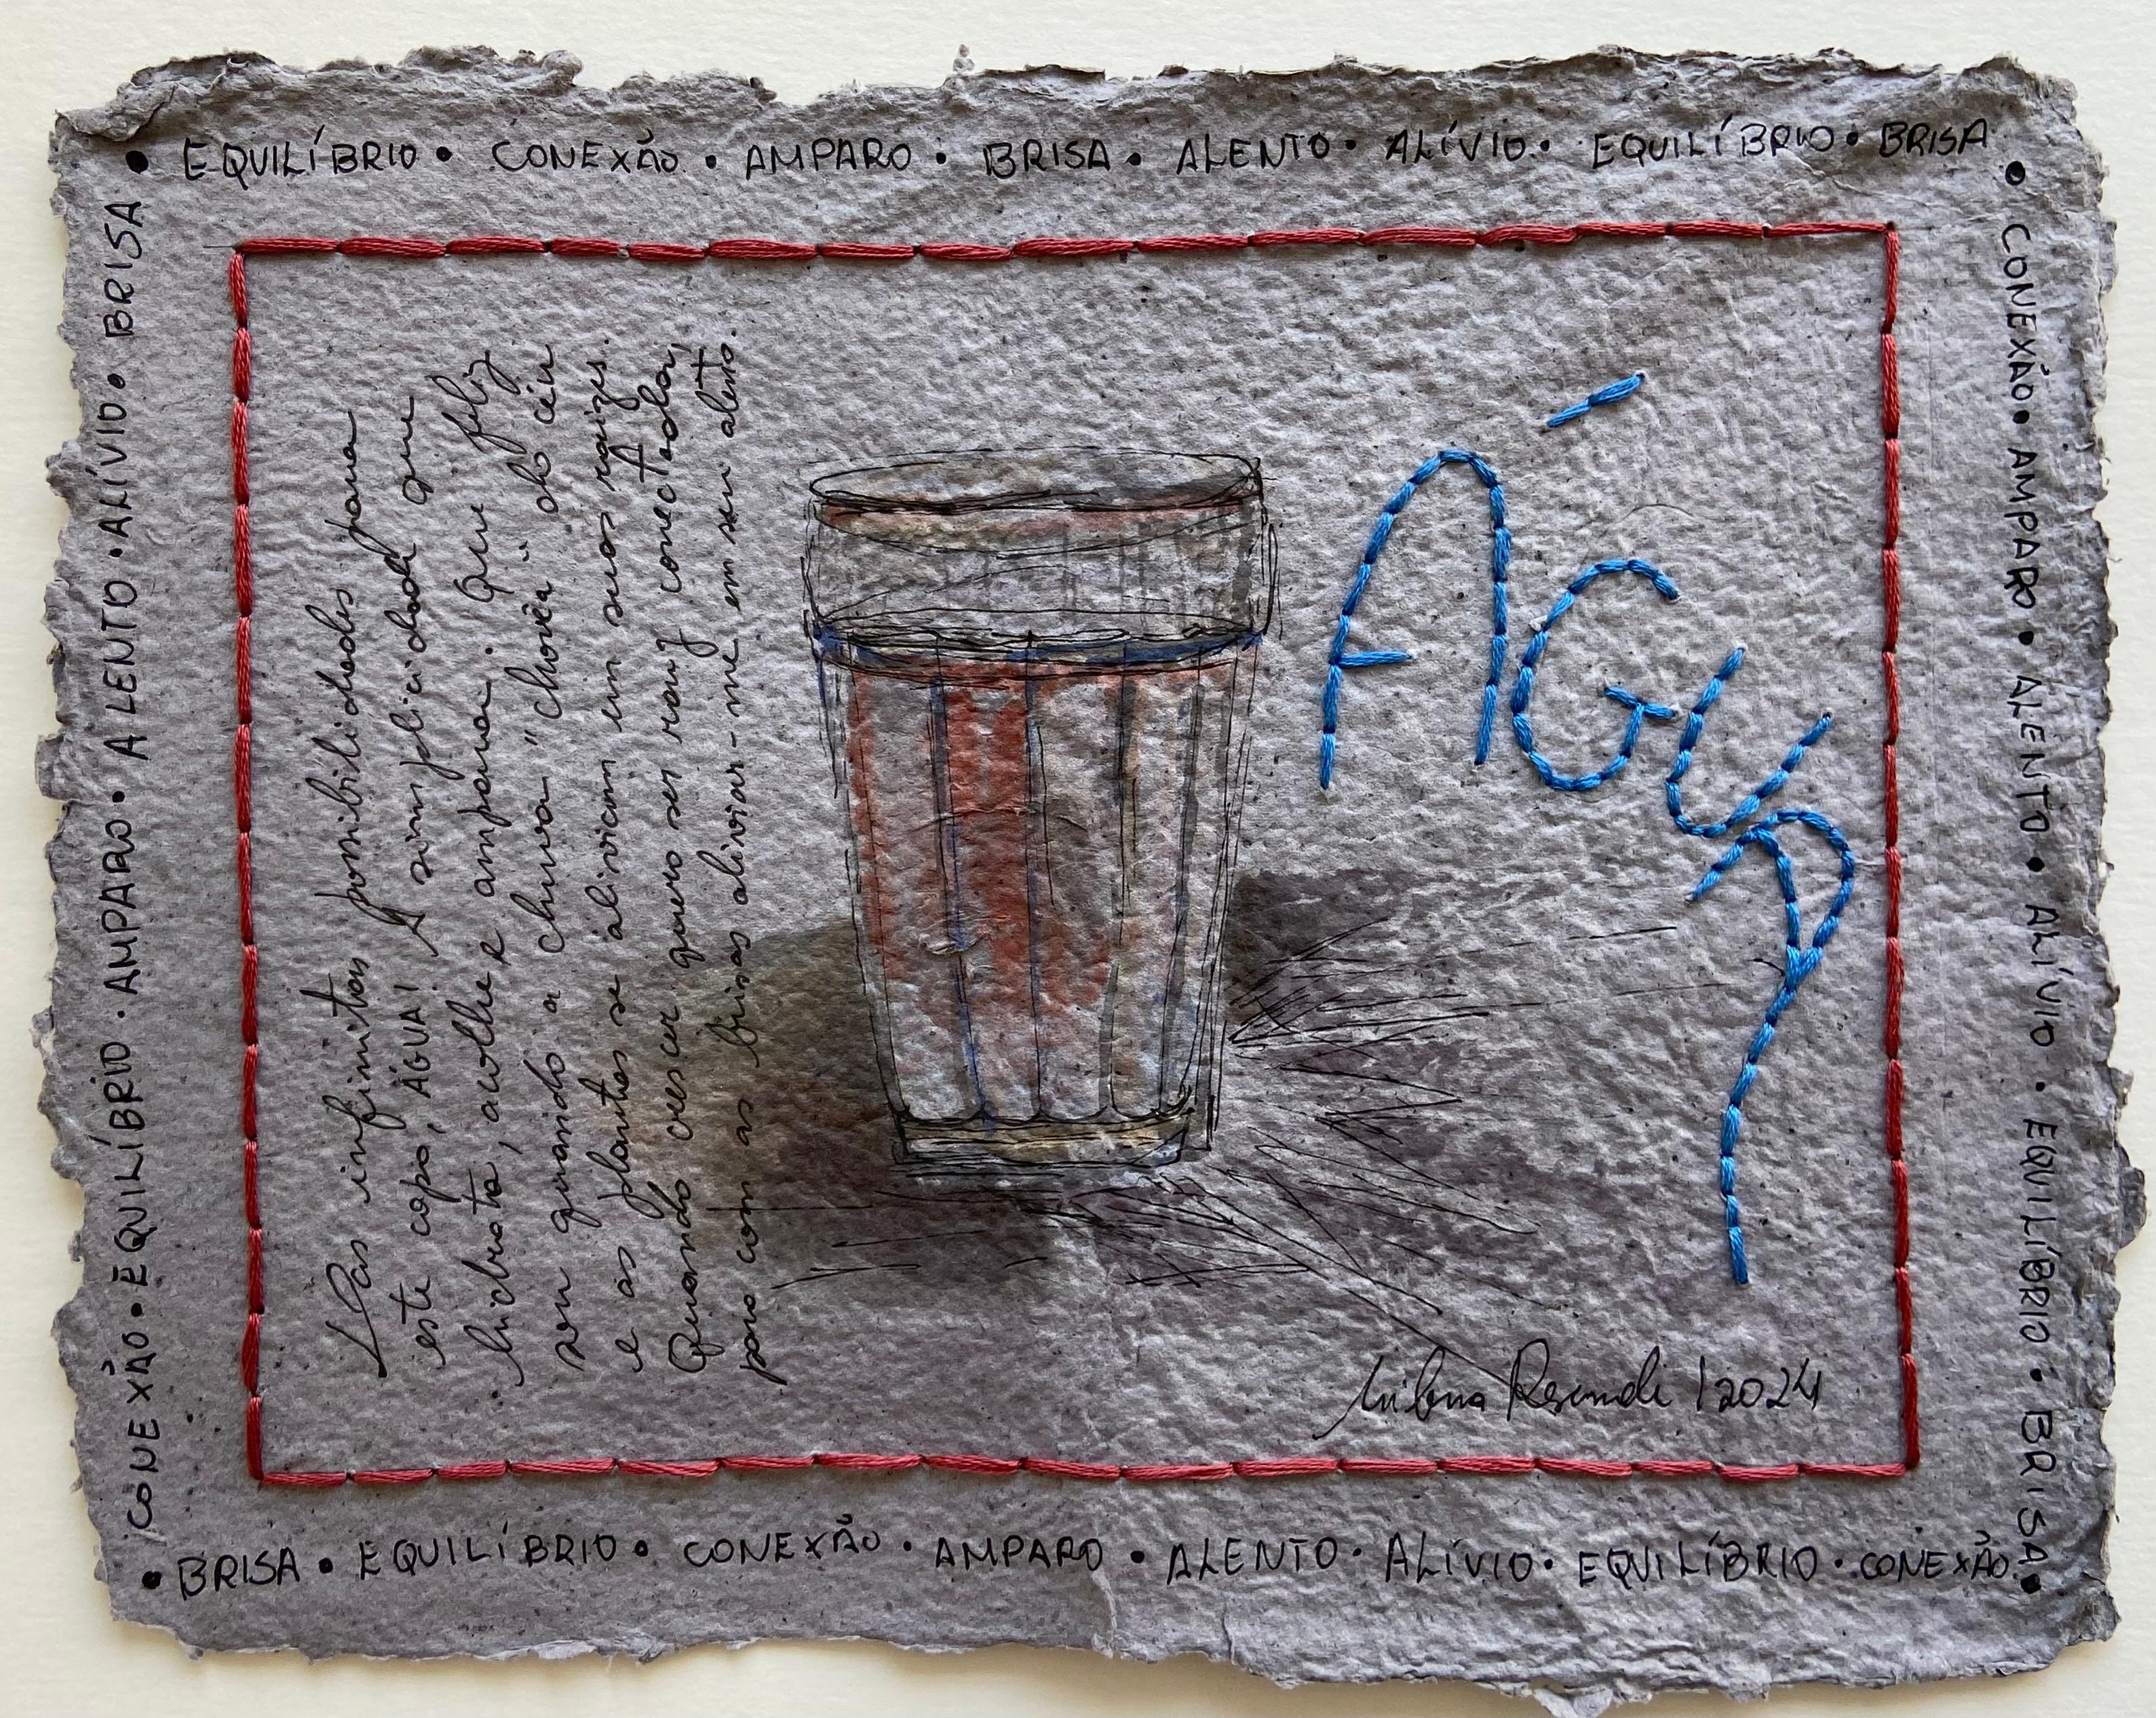 • EQUILÍBRIO • CONEXÃO • AMPARO • BRISA • ALENTO • ALÍVIO • EQUILÍBRIO • BRISA
• CONEXÃO • AMPARO • ALENTO • ALÍVIO • EQUILÍBRIO • BRISA •
• BRISA • EQUILÍBRIO • CONEXÃO • AMPARO • ALENTO • ALÍVIO • EQUILÍBRIO • CONEXÃO
CONEXÃO • EQUILÍBRIO • AMPARO • ALENTO • ALÍVIO • BRISA
Das infinitas possibilidades para
este copo, ÁGUA! A simplicidade que
hidrata, acolhe e ampara. Que feliz
sou quando a chuva "chovê" do céu
e as plantas se aliviam em suas raízes.
Quando crescer quero ser raiz conectada,
para com as brisas aliviar-me em seu alento.
ÁGUA
Milena Resende | 2024